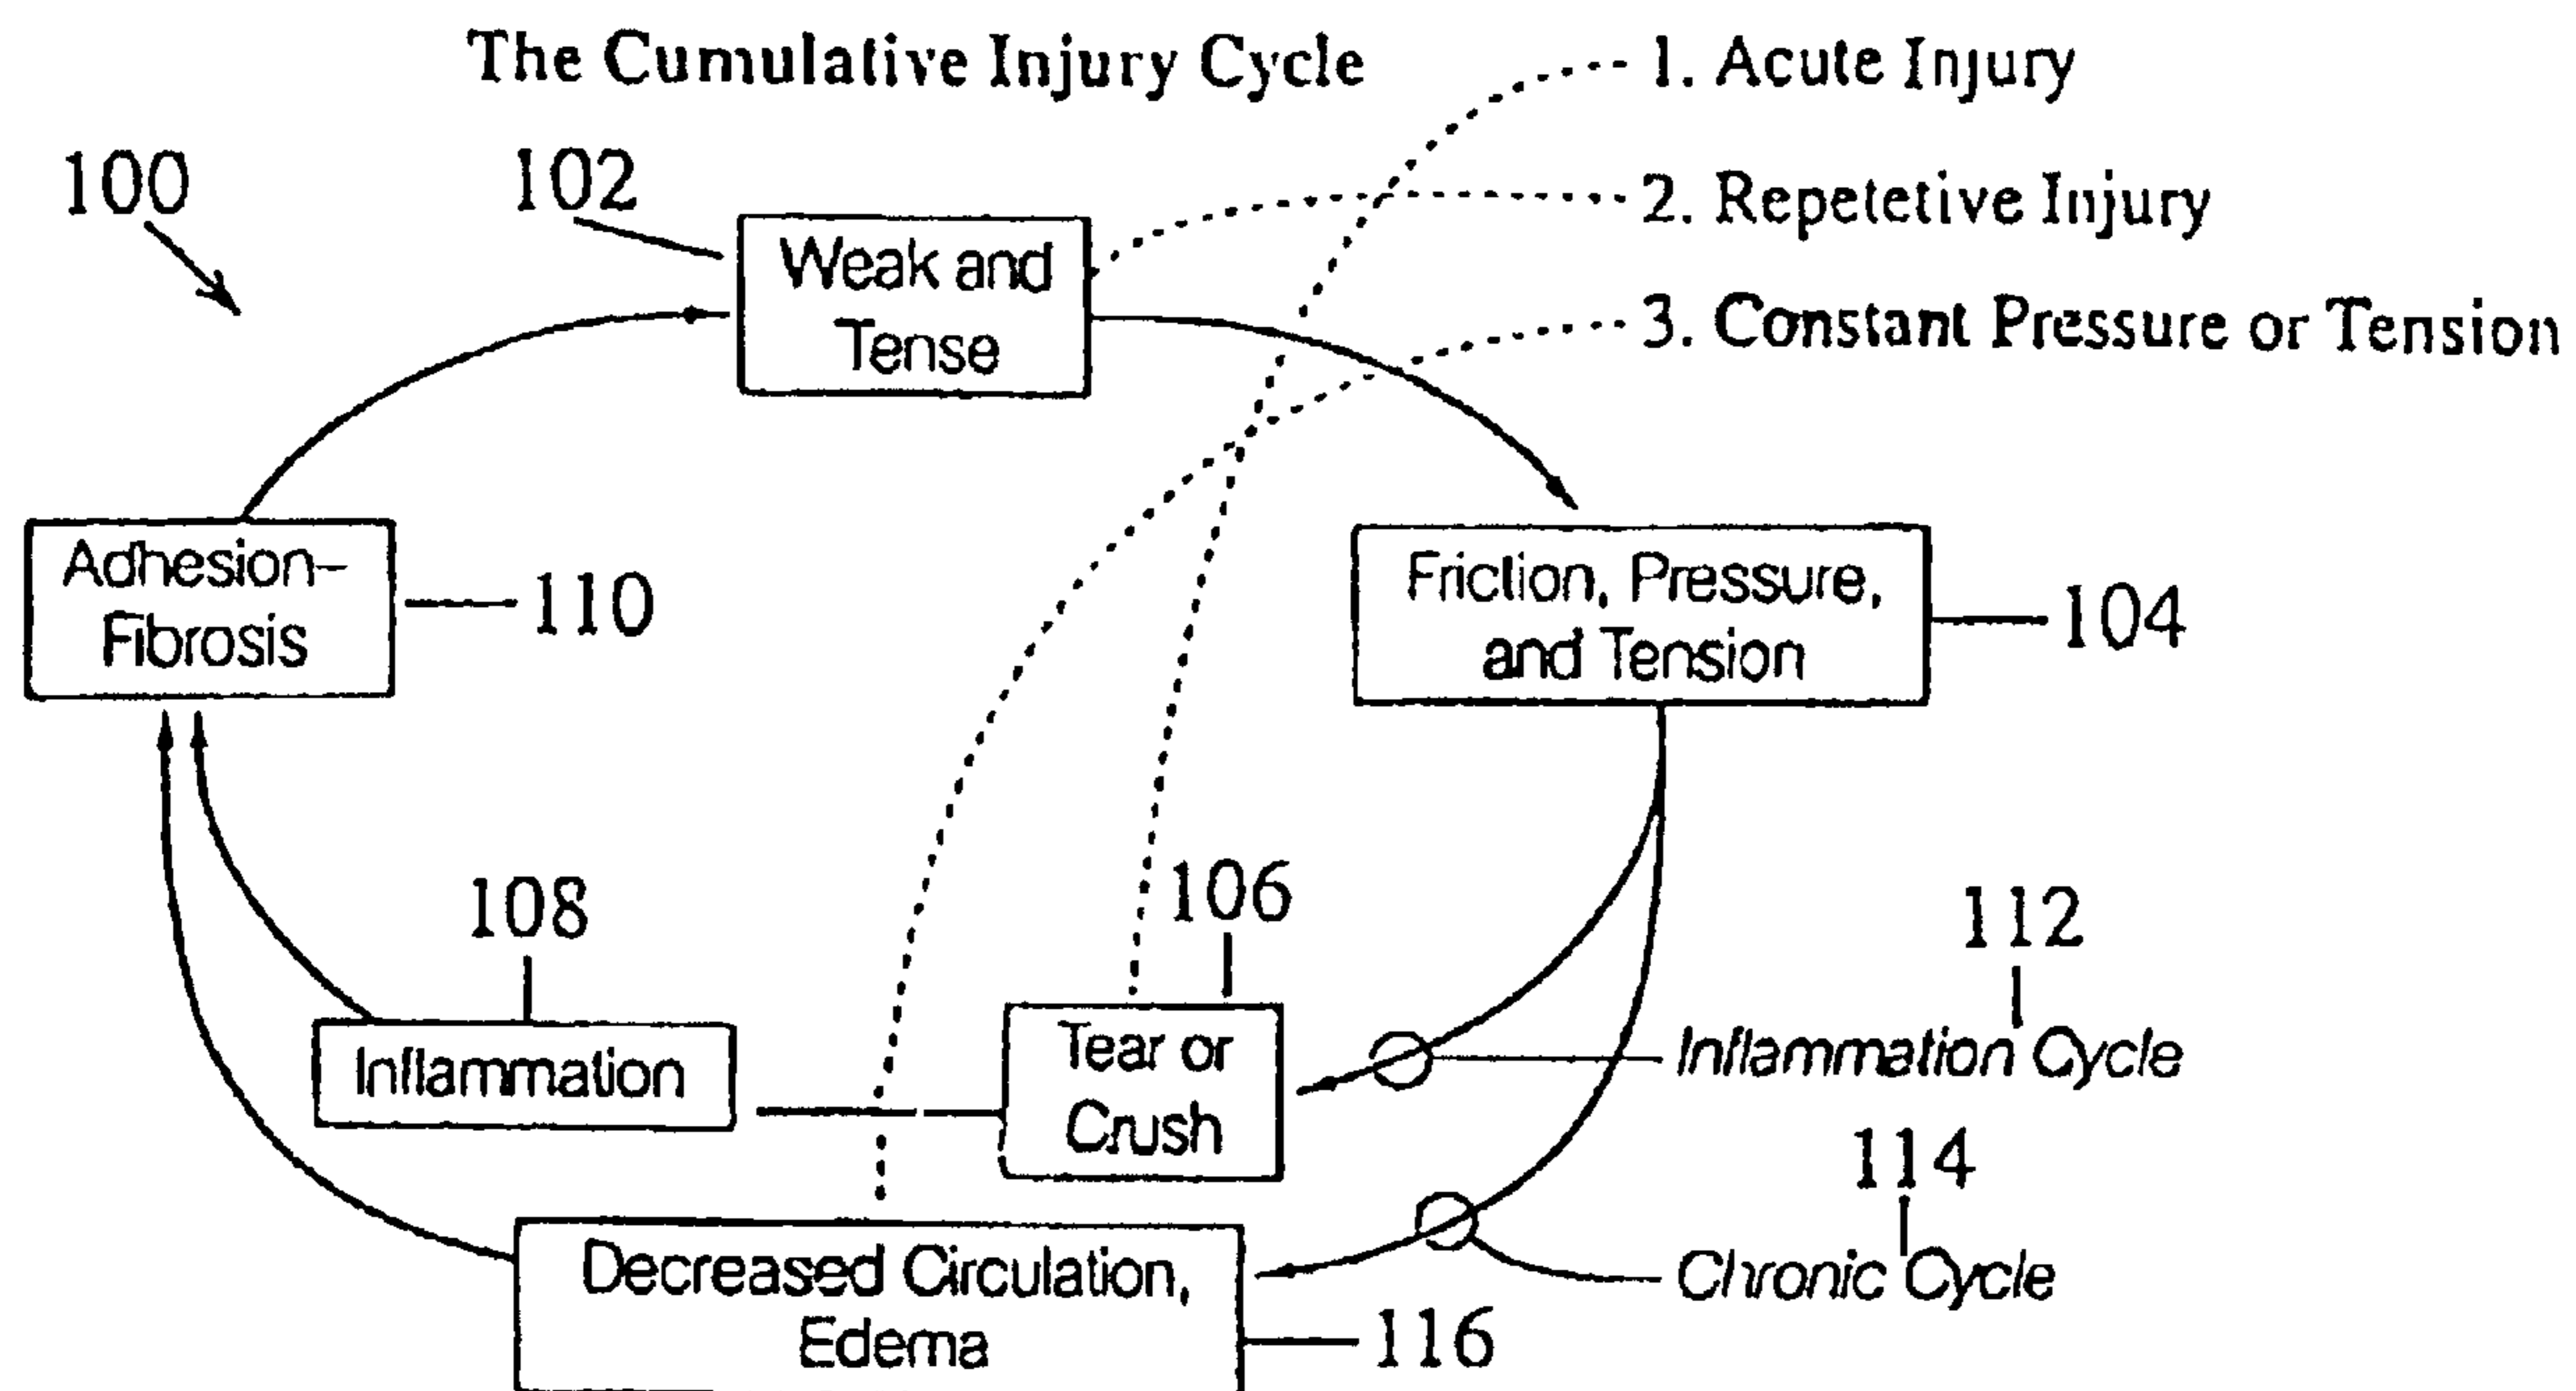 The Cumulative Injury Cycle
1. Acute Injury
2. Repetetive Injury
3. Constant Pressure or Tension
100
102
Weak and
Tense
Adhesion-
Fibrosis
110
Friction, Pressure,
and Tension
104
108
Inflammation
106
Tear or
Crush
112
Inflammation Cycle
114
Chronic Cycle
Decreased Circulation,
Edema
116